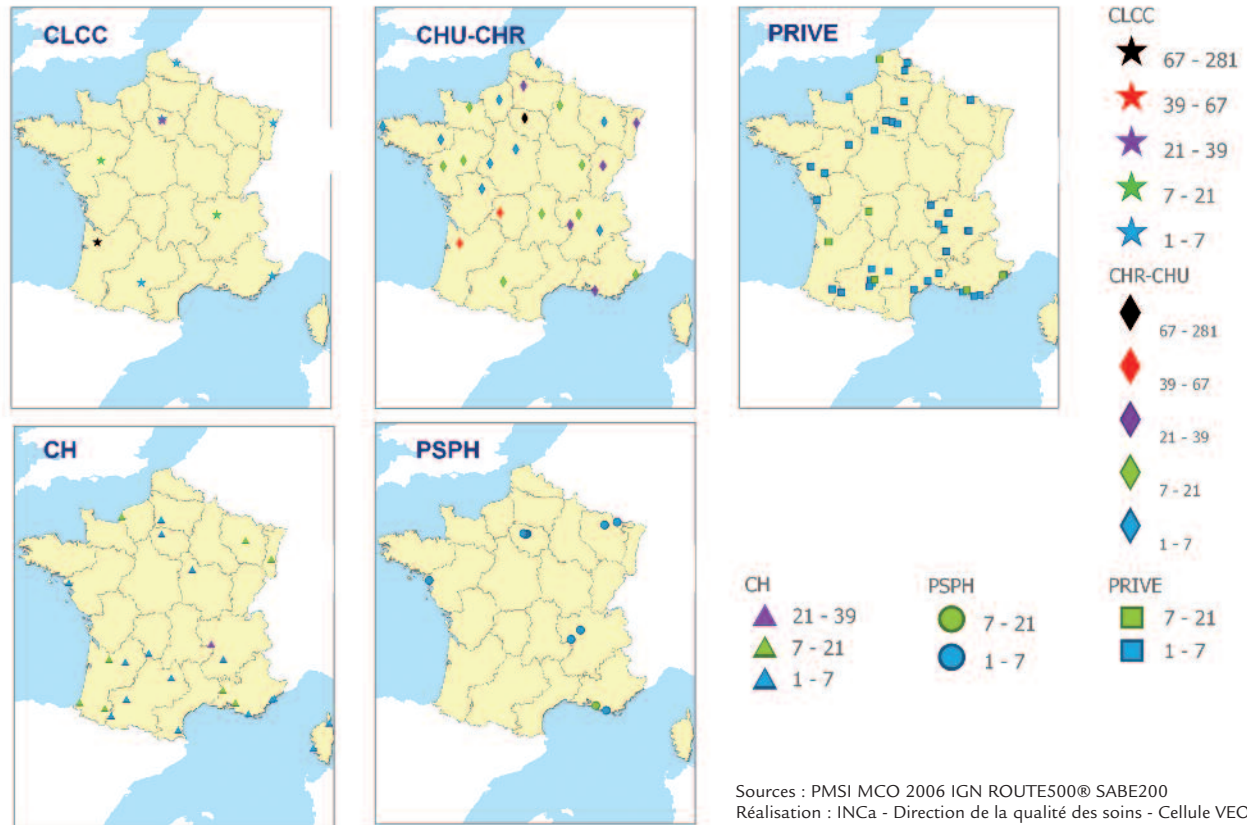 CLCC
CHU-CHR
PRIVE
CH
PSPH
CLCC
67 - 281
39 - 67
21 - 39
7 - 21
1 - 7
CHR-CHU
67 - 281
39 - 67
21 - 39
7 - 21
1 - 7
CH
21 - 39
7 - 21
1 - 7
PSPH
7 - 21
1 - 7
PRIVE
7 - 21
1 - 7
Sources : PMSI MCO 2006 IGN ROUTE500® SABE200
Réalisation : INCa - Direction de la qualité des soins - Cellule VEO